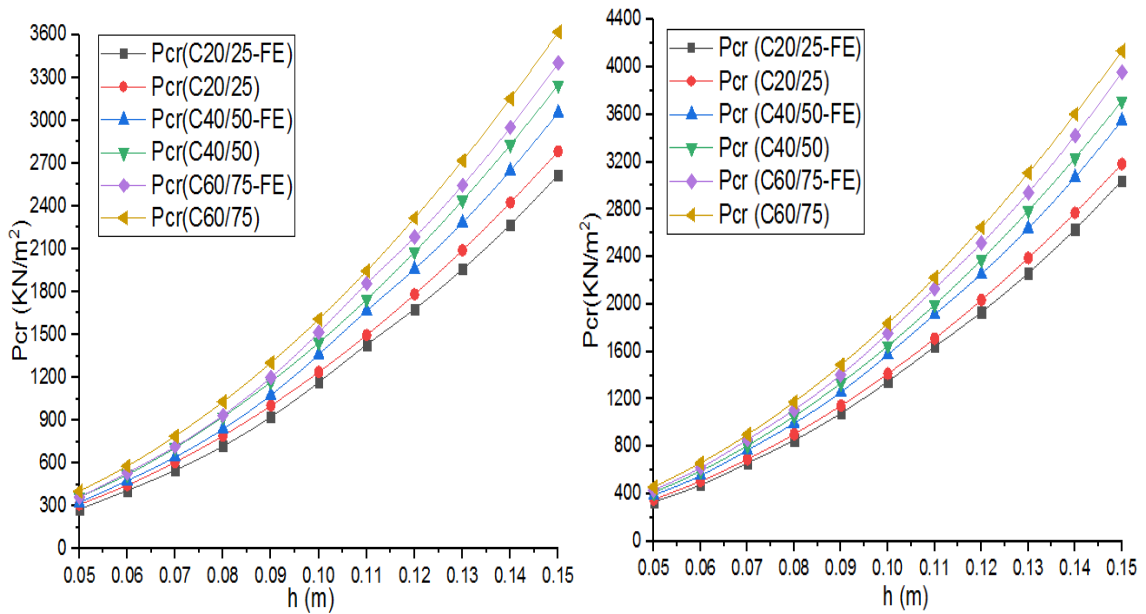 3600
3300
3000
2700
2400
2100
1800
1500
1200
900
600
300
0
Pcr (KN/m²)
Pcr(C20/25-FE)
Pcr(C20/25)
Pcr(C40/50-FE)
Pcr(C40/50)
Pcr(C60/75-FE)
Pcr(C60/75)
0.05 0.06 0.07 0.08 0.09 0.10 0.11 0.12 0.13 0.14 0.15
h (m)
4400
4000
3600
3200
2800
2400
2000
1600
1200
800
400
0
Pcr(KN/m²)
Pcr (C20/25-FE)
Pcr (C20/25)
Pcr (C40/50-FE)
Pcr (C40/50)
Pcr (C60/75-FE)
Pcr (C60/75)
0.05 0.06 0.07 0.08 0.09 0.10 0.11 0.12 0.13 0.14 0.15
h (m)